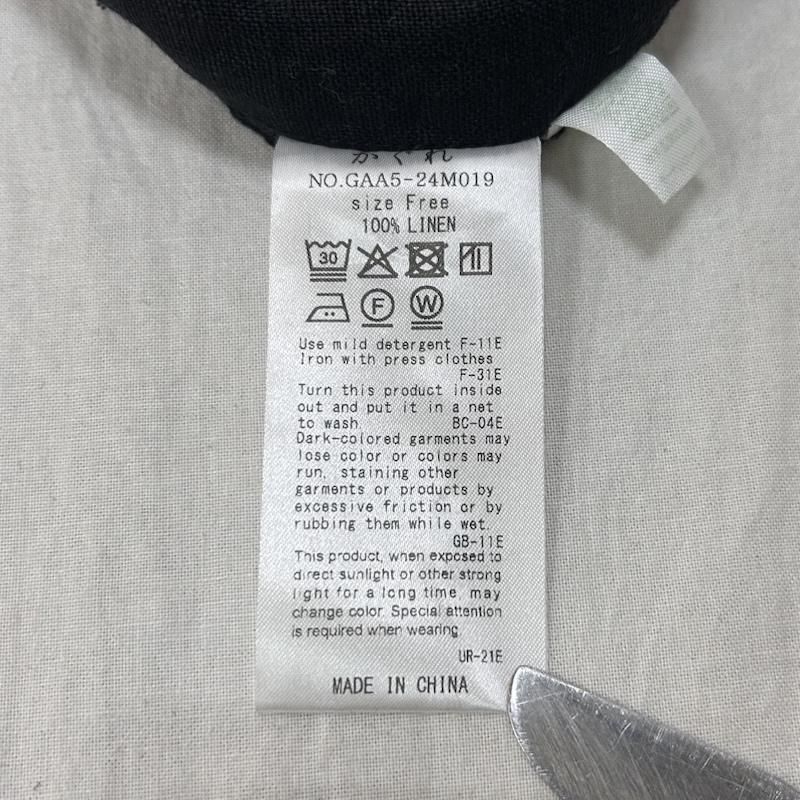 かぐれ
NO.GAA5-24M019
size Free
100% LINEN
30
F W
Use mild detergent F-11E
Iron with press clothes
F-31E
Turn this product inside
out and put it in a net
to wash. BC-04E
Dark-colored garments may
lose color or colors may
run, staining other
garments or products by
excessive friction or by
rubbing them while wet.
GB-11E
This product, when exposed to
direct sunlight or other strong
light for a long time, may
change color. Special attention
is required when wearing.
UR-21E
MADE IN CHINA